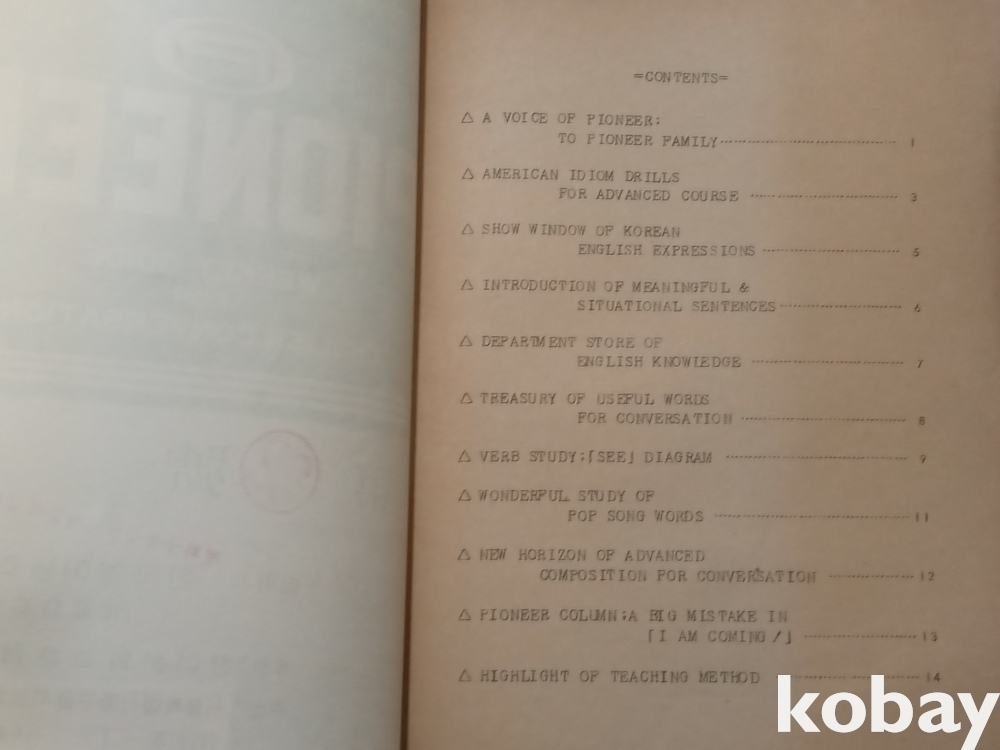 =CONTENTS=
△ A VOICE OF PIONEER:
TO PIONEER FAMILY 1
△ AMERICAN IDIOM DRILLS
FOR ADVANCED COURSE 3
△ SHOW WINDOW OF KOREAN
ENGLISH EXPRESSIONS 5
△ INTRODUCTION OF MEANINGFUL &
SITUATIONAL SENTENCES 6
△ DEPARTMENT STORE OF
ENGLISH KNOWLEDGE 7
△ TREASURY OF USEFUL WORDS
FOR CONVERSATION 8
△ VERB STUDY;「SEE」 DIAGRAM 9
△ WONDERFUL STUDY OF
POP SONG WORDS 11
△ NEW HORIZON OF ADVANCED
COMPOSITION FOR CONVERSATION 12
△ PIONEER COLUMN;A BIG MISTAKE IN
「I AM COMING!」 13
△ HIGHLIGHT OF TEACHING METHOD 14
kobay